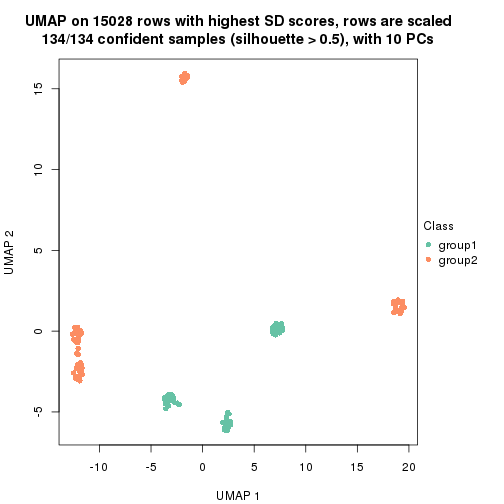 UMAP on 15028 rows with highest SD scores, rows are scaled
134/134 confident samples (silhouette > 0.5), with 10 PCs
15
10
5
0
-5
UMAP 2
-10
-5
0
5
10
15
20
UMAP 1
Class
group1
group2